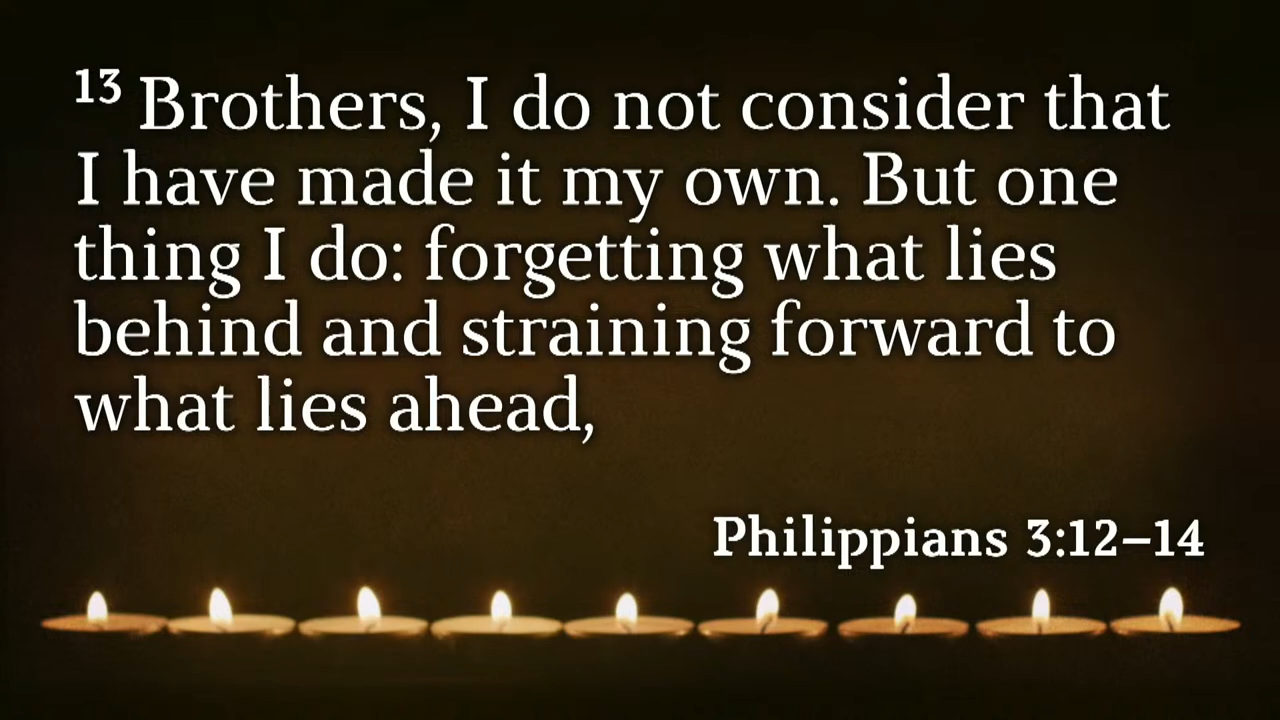 13 Brothers, I do not consider that
I have made it my own. But one
thing I do: forgetting what lies
behind and straining forward to
what lies ahead,
Philippians 3:12–14